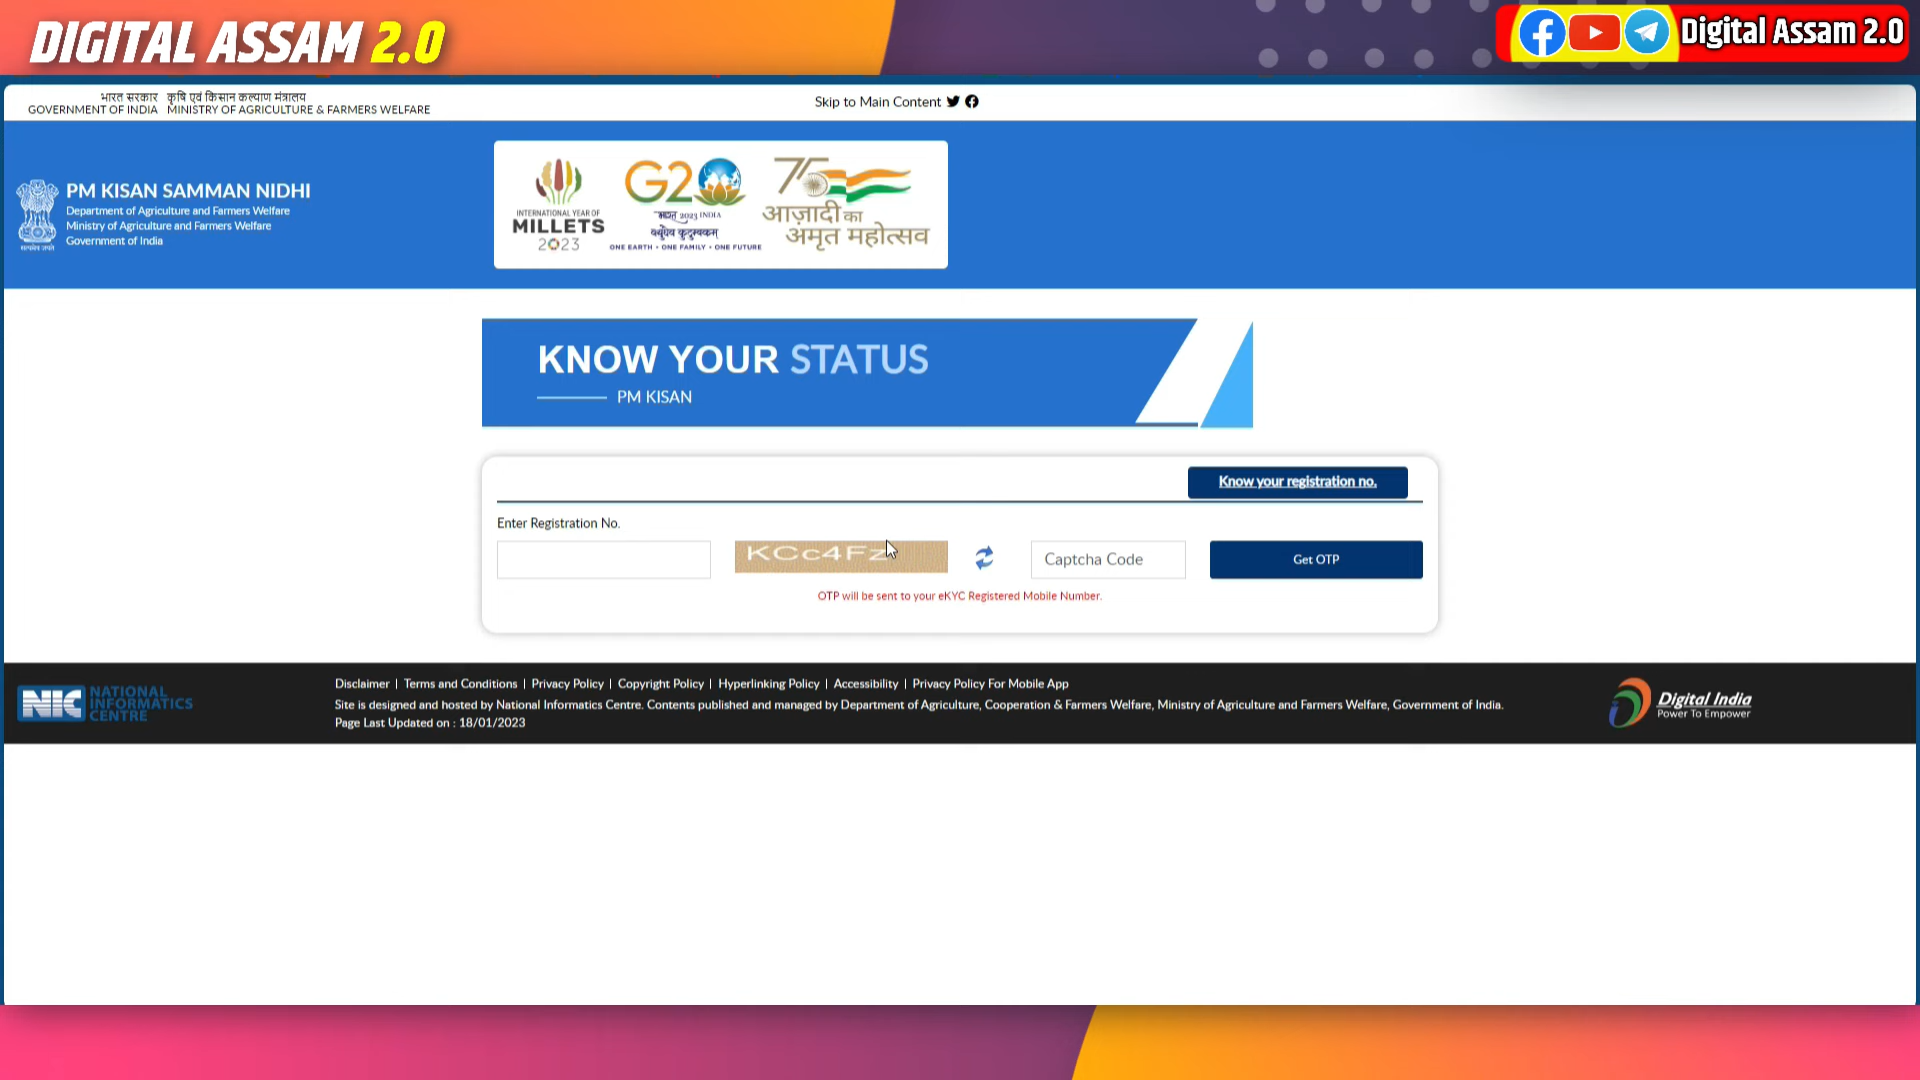 DIGITAL ASSAM 2.0
Digital Assam 2.0
भारत सरकार कृषि एवं किसान कल्याण मंत्रालय
GOVERNMENT OF INDIA MINISTRY OF AGRICULTURE & FARMERS WELFARE
Skip to Main Content
PM KISAN SAMMAN NIDHI
Department of Agriculture and Farmers Welfare
Ministry of Agriculture and Farmers Welfare
Government of India
सत्यमेव जयते
INTERNATIONAL YEAR OF
MILLETS
2023
G20
भारत 2023 INDIA
वसुधैव कुटुम्बकम्
ONE EARTH • ONE FAMILY • ONE FUTURE
75
आज़ादी का
अमृत महोत्सव
KNOW YOUR STATUS
PM KISAN
Know your registration no.
Enter Registration No.
KCc4Fz
Captcha Code
Get OTP
OTP will be sent to your eKYC Registered Mobile Number.
NIC NATIONAL
INFORMATICS
CENTRE
Disclaimer | Terms and Conditions | Privacy Policy | Copyright Policy | Hyperlinking Policy | Accessibility | Privacy Policy For Mobile App
Site is designed and hosted by National Informatics Centre. Contents published and managed by Department of Agriculture, Cooperation & Farmers Welfare, Ministry of Agriculture and Farmers Welfare, Government of India.
Page Last Updated on : 18/01/2023
Digital India
Power To Empower